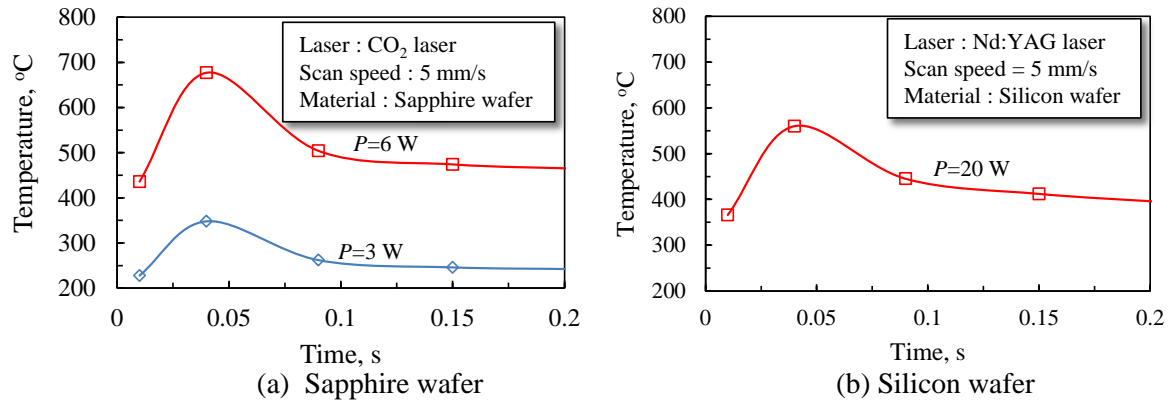 800
700
600
500
400
300
200
Temperature, °C
Laser : CO₂ laser
Scan speed : 5 mm/s
Material : Sapphire wafer
P=6 W
P=3 W
0 0.05 0.1 0.15 0.2
Time, s
(a) Sapphire wafer
800
700
600
500
400
300
200
Temperature, °C
Laser : Nd:YAG laser
Scan speed = 5 mm/s
Material : Silicon wafer
P=20 W
0 0.05 0.1 0.15 0.2
Time, s
(b) Silicon wafer